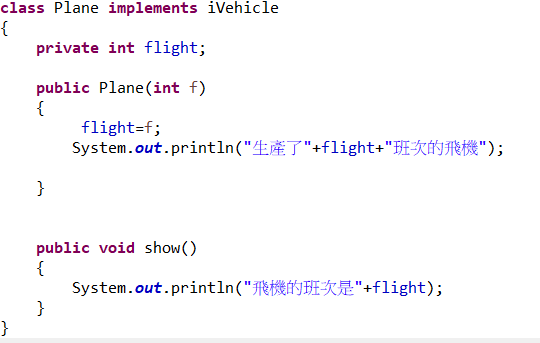 class Plane implements iVehicle
{
    private int flight;

    public Plane(int f)
    {
         flight=f;
        System.out.println("生產了"+flight+"班次的飛機");

    }


    public void show()
    {
        System.out.println("飛機的班次是"+flight);
    }
}